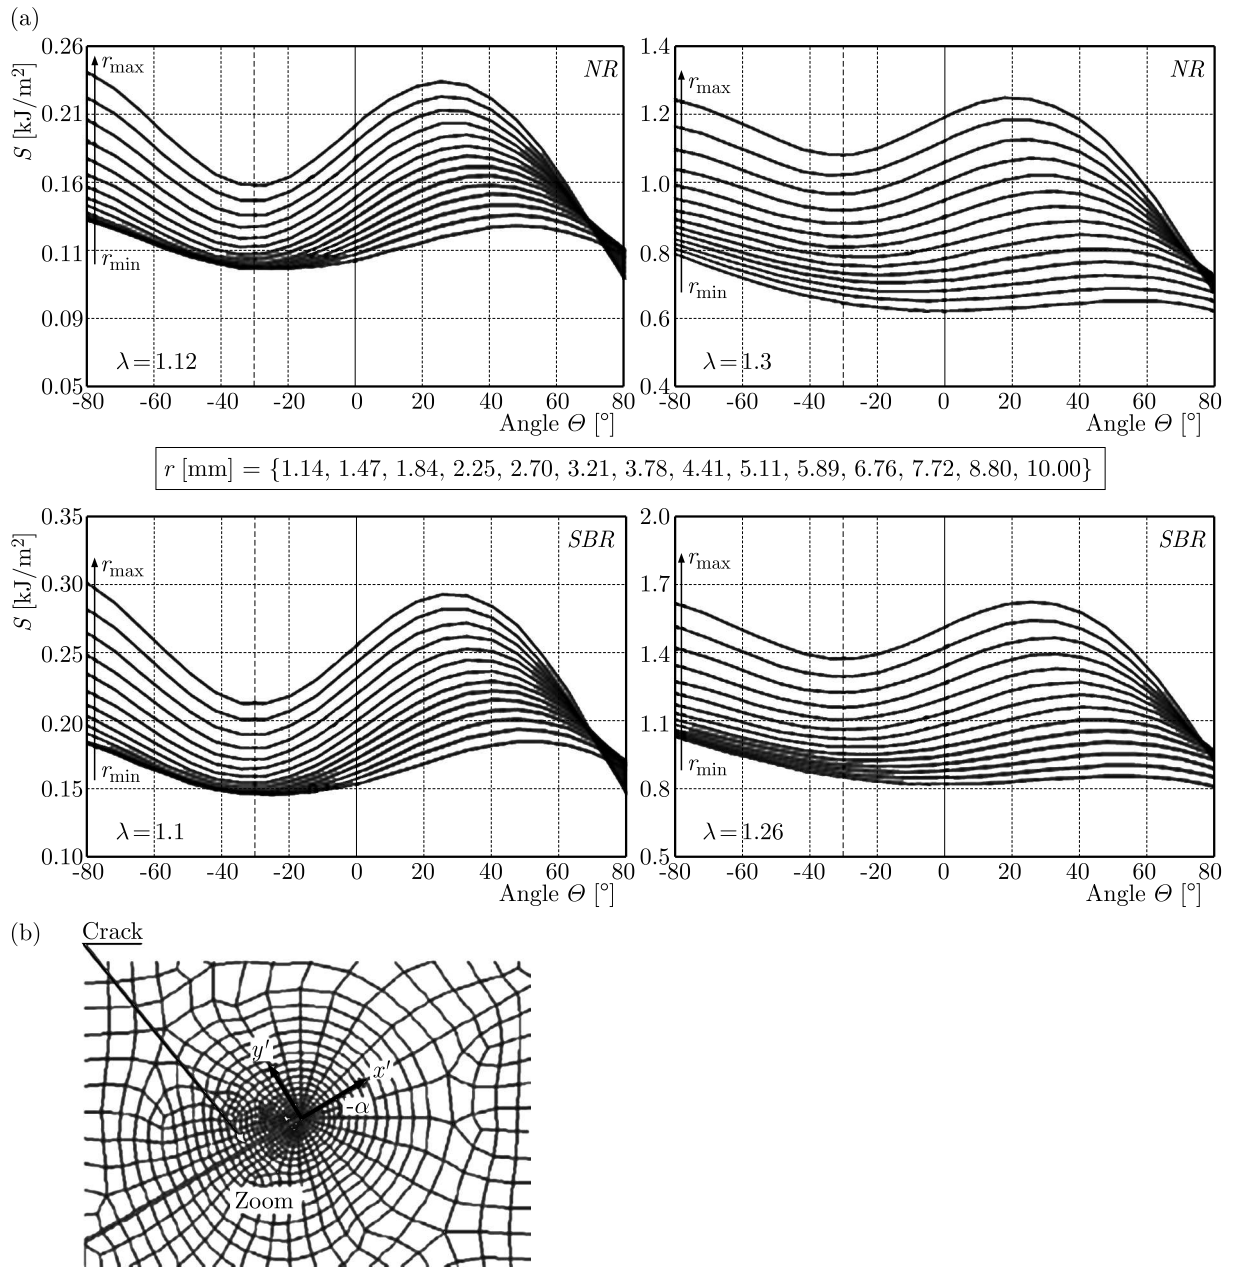 (a)
0.26
r_max
NR
S [kJ/m²]
0.21
0.16
0.11
r_min
0.09
λ = 1.12
0.05
-80 -60 -40 -20 0 20 40 60 80
Angle Θ [°]
1.4
r_max
NR
1.2
1.0
0.8
r_min
0.6
λ = 1.3
0.4
-80 -60 -40 -20 0 20 40 60 80
Angle Θ [°]
r [mm] = {1.14, 1.47, 1.84, 2.25, 2.70, 3.21, 3.78, 4.41, 5.11, 5.89, 6.76, 7.72, 8.80, 10.00}
0.35
SBR
r_max
S [kJ/m²]
0.30
0.25
0.20
r_min
0.15
λ = 1.1
0.10
-80 -60 -40 -20 0 20 40 60 80
Angle Θ [°]
2.0
SBR
r_max
1.7
1.4
1.1
r_min
0.8
λ = 1.26
0.5
-80 -60 -40 -20 0 20 40 60 80
Angle Θ [°]
(b)
Crack
y′
x′
-α
Zoom